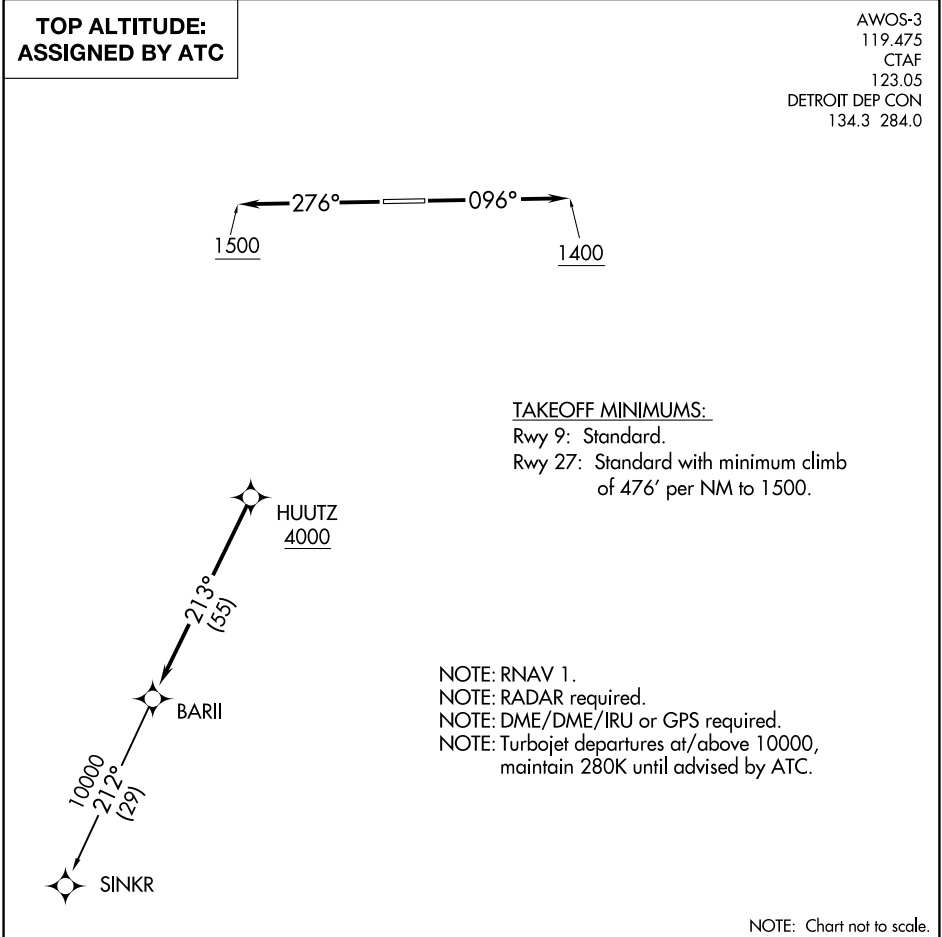 TOP ALTITUDE:
ASSIGNED BY ATC
AWOS-3
119.475
CTAF
123.05
DETROIT DEP CON
134.3 284.0
276°
096°
1500
1400
TAKEOFF MINIMUMS:
Rwy 9: Standard.
Rwy 27: Standard with minimum climb
of 476' per NM to 1500.
HUUTZ
4000
213°
(55)
BARII
NOTE: RNAV 1.
NOTE: RADAR required.
NOTE: DME/DME/IRU or GPS required.
NOTE: Turbojet departures at/above 10000,
maintain 280K until advised by ATC.
10000
212°
(29)
SINKR
NOTE: Chart not to scale.